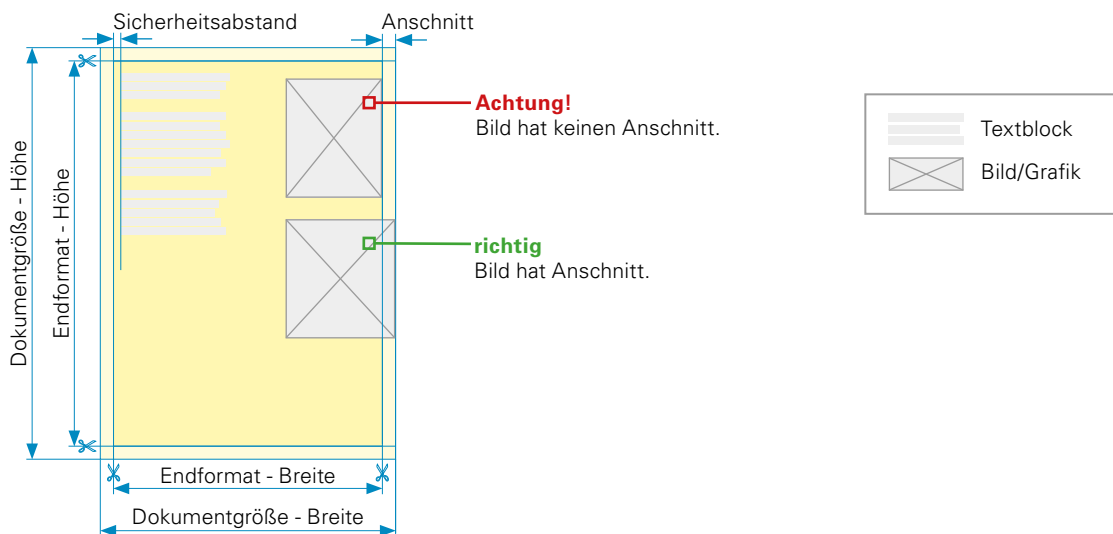 Sicherheitsabstand
Anschnitt
Achtung!
Bild hat keinen Anschnitt.
Textblock
Bild/Grafik
richtig
Bild hat Anschnitt.
Dokumentgröße - Höhe
Endformat - Höhe
Endformat - Breite
Dokumentgröße - Breite